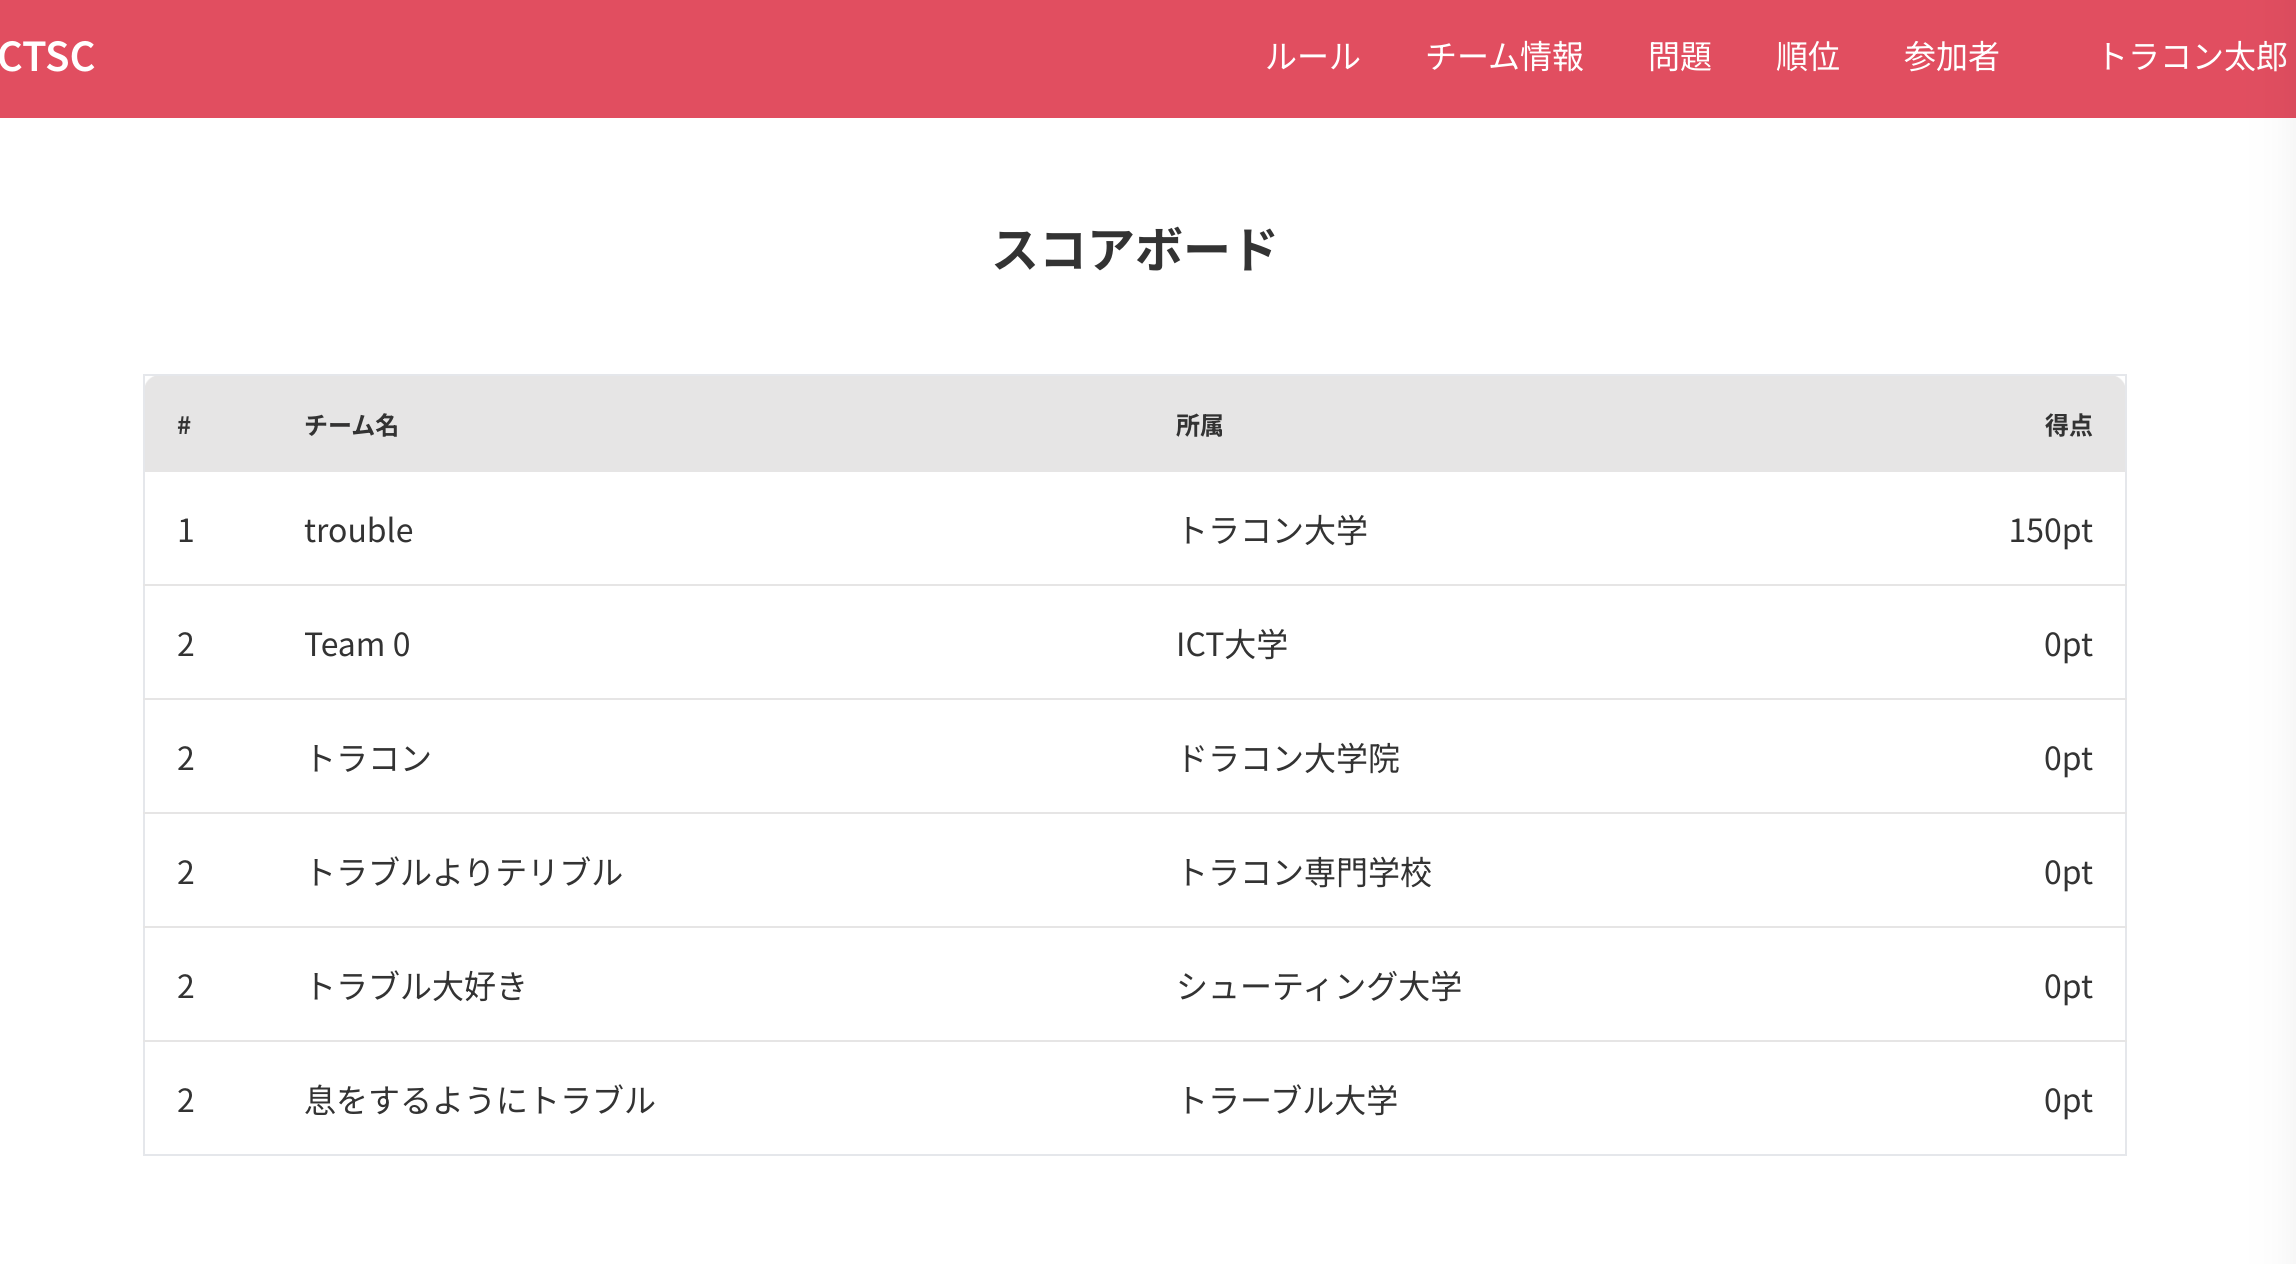 CTSC ルール チーム情報 問題 順位 参加者 トラコン太郎
スコアボード
# チーム名 所属 得点
1 trouble トラコン大学 150pt
2 Team 0 ICT大学 0pt
2 トラコン ドラコン大学院 0pt
2 トラブルよりテリブル トラコン専門学校 0pt
2 トラブル大好き シューティング大学 0pt
2 息をするようにトラブル トラーブル大学 0pt